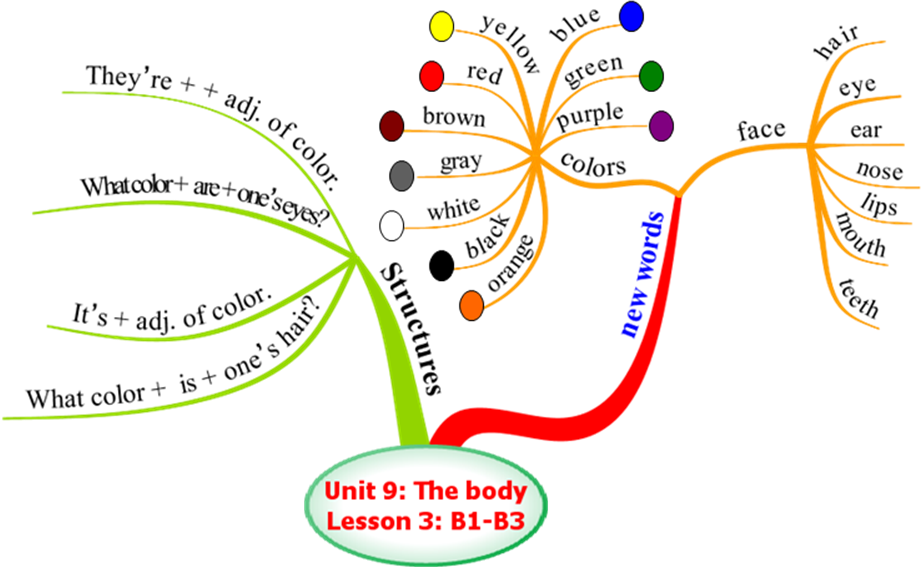 They're + + adj. of color.
What color + are + one's eyes?
It's + adj. of color.
What color + is + one's hair?
Structures
yellow
red
brown
gray
white
black
orange
blue
green
purple
colors
new words
face
hair
eye
ear
nose
lips
mouth
teeth
Unit 9: The body
Lesson 3: B1-B3